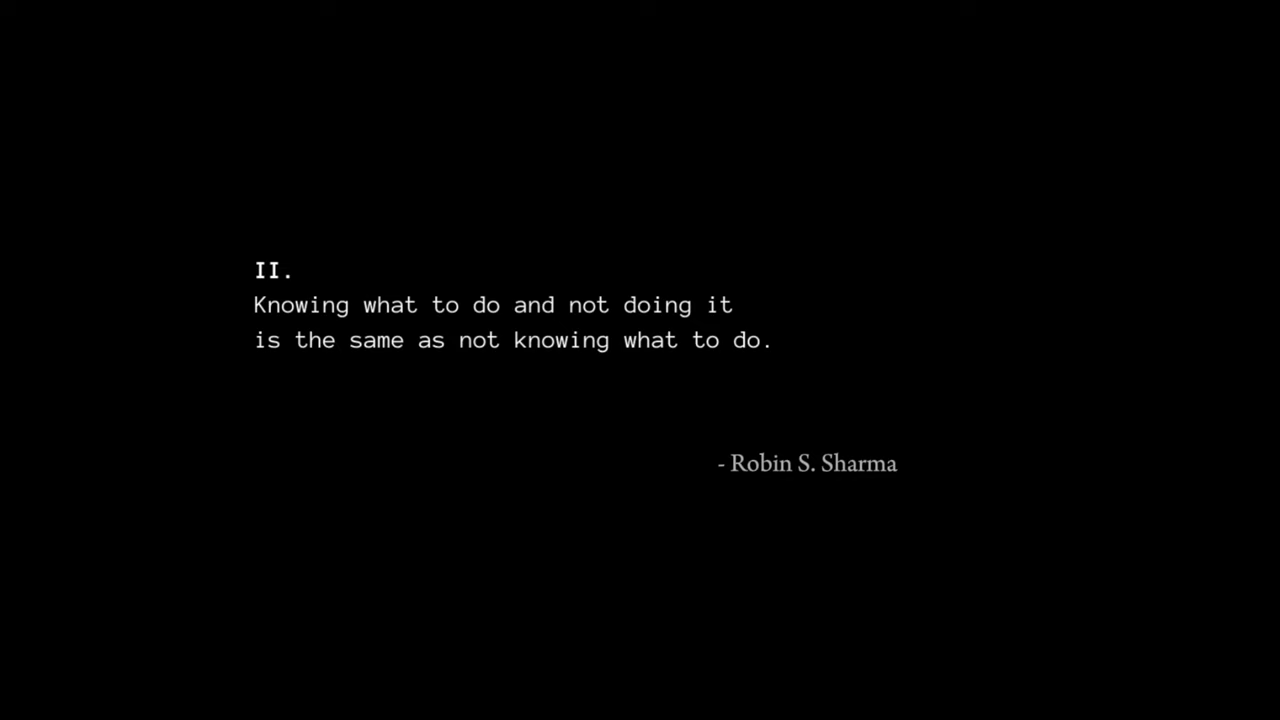 II.
Knowing what to do and not doing it
is the same as not knowing what to do.
- Robin S. Sharma